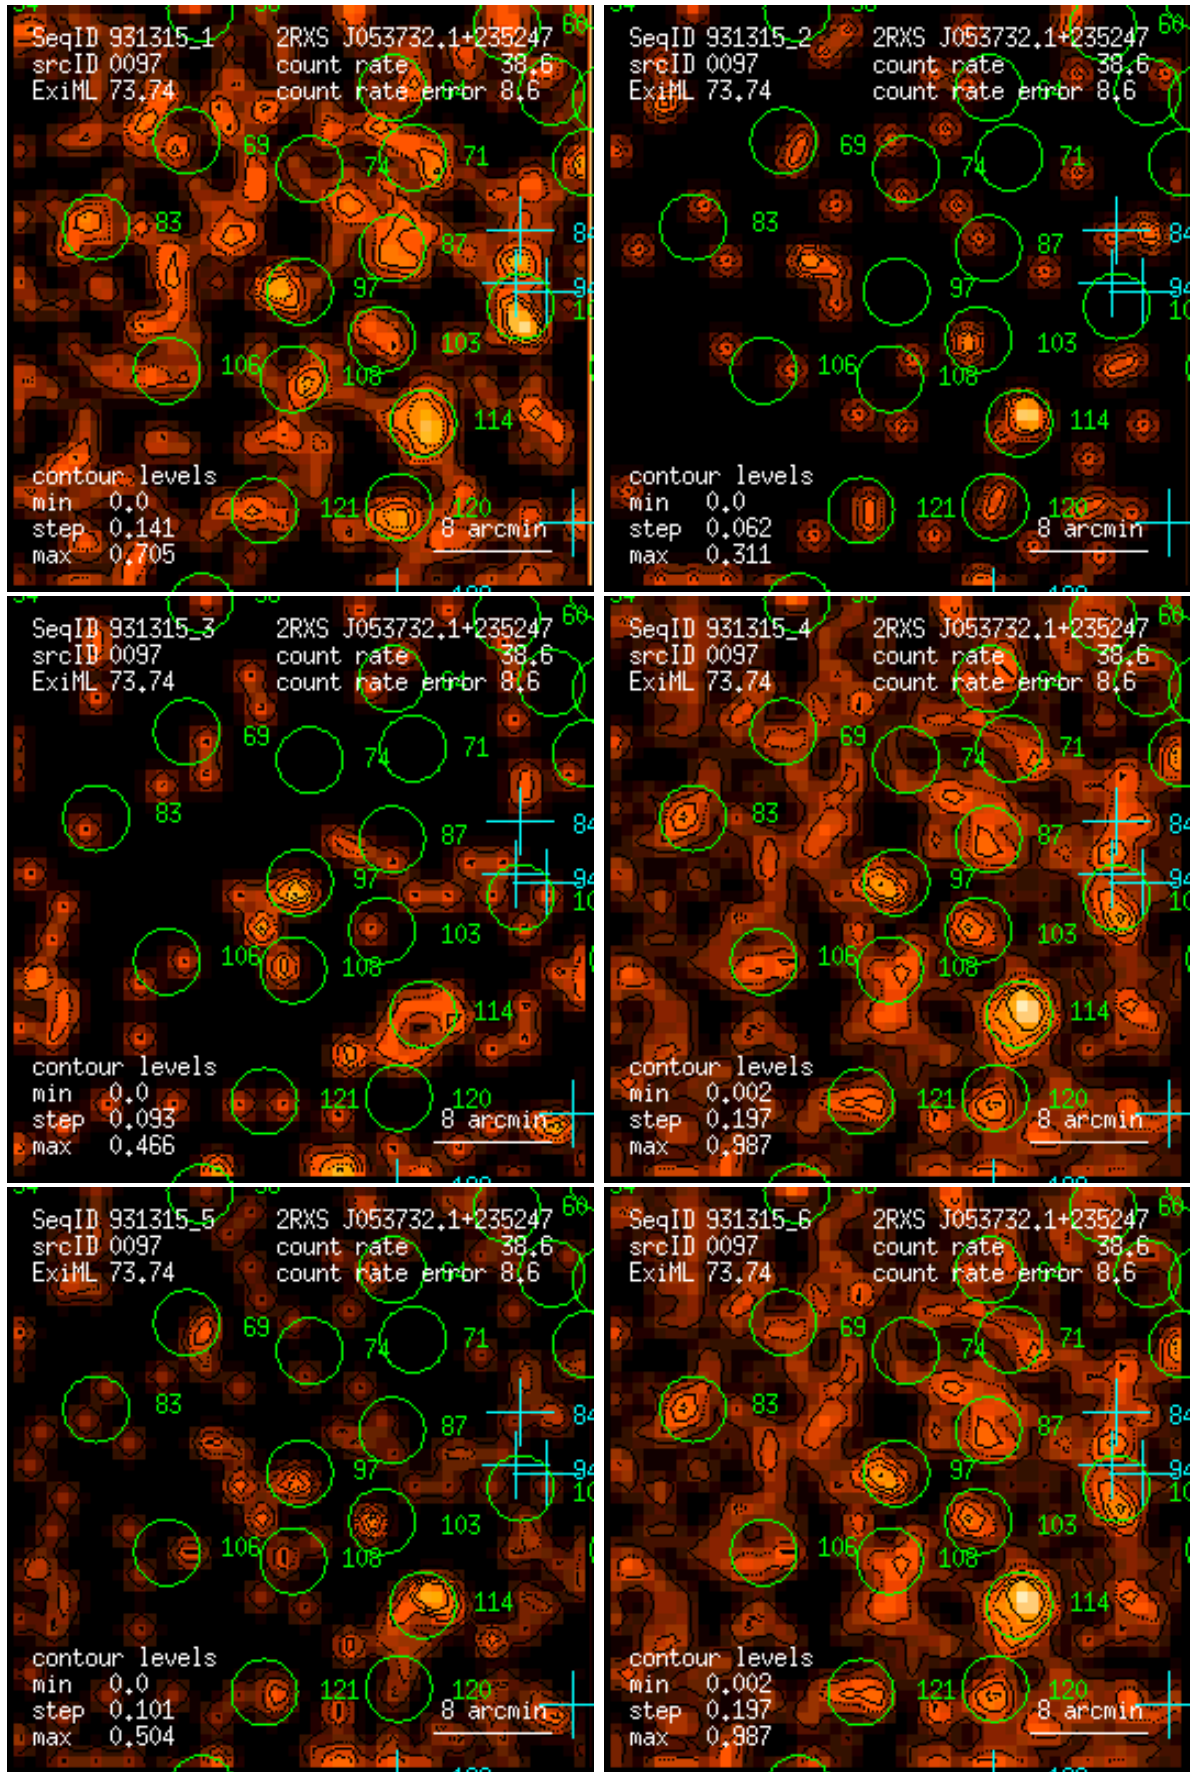 SeqID 931315_1 2RXS J053732.1+235247
srcID 0097 count rate 38.6
ExiML 73.74 count rate error 8.6
69
74
71
83
87
84
97
94
103
106
108
114
121
120
contour levels
min 0.0
step 0.141
max 0.705
8 arcmin
SeqID 931315_2 2RXS J053732.1+235247
srcID 0097 count rate 38.6
ExiML 73.74 count rate error 8.6
69
74
71
83
87
84
97
94
103
106
108
114
121
120
contour levels
min 0.0
step 0.062
max 0.311
8 arcmin
SeqID 931315_3 2RXS J053732.1+235247
srcID 0097 count rate 38.6
ExiML 73.74 count rate error 8.6
69
74
71
83
87
84
97
94
103
106
108
114
121
120
contour levels
min 0.0
step 0.093
max 0.466
8 arcmin
SeqID 931315_4 2RXS J053732.1+235247
srcID 0097 count rate 38.6
ExiML 73.74 count rate error 8.6
69
74
71
83
87
84
97
94
103
106
108
114
121
120
contour levels
min 0.002
step 0.197
max 0.987
8 arcmin
SeqID 931315_5 2RXS J053732.1+235247
srcID 0097 count rate 38.6
ExiML 73.74 count rate error 8.6
69
74
71
83
87
84
97
94
103
106
108
114
121
120
contour levels
min 0.0
step 0.101
max 0.504
8 arcmin
SeqID 931315_6 2RXS J053732.1+235247
srcID 0097 count rate 38.6
ExiML 73.74 count rate error 8.6
69
74
71
83
87
84
97
94
103
106
108
114
121
120
contour levels
min 0.002
step 0.197
max 0.987
8 arcmin